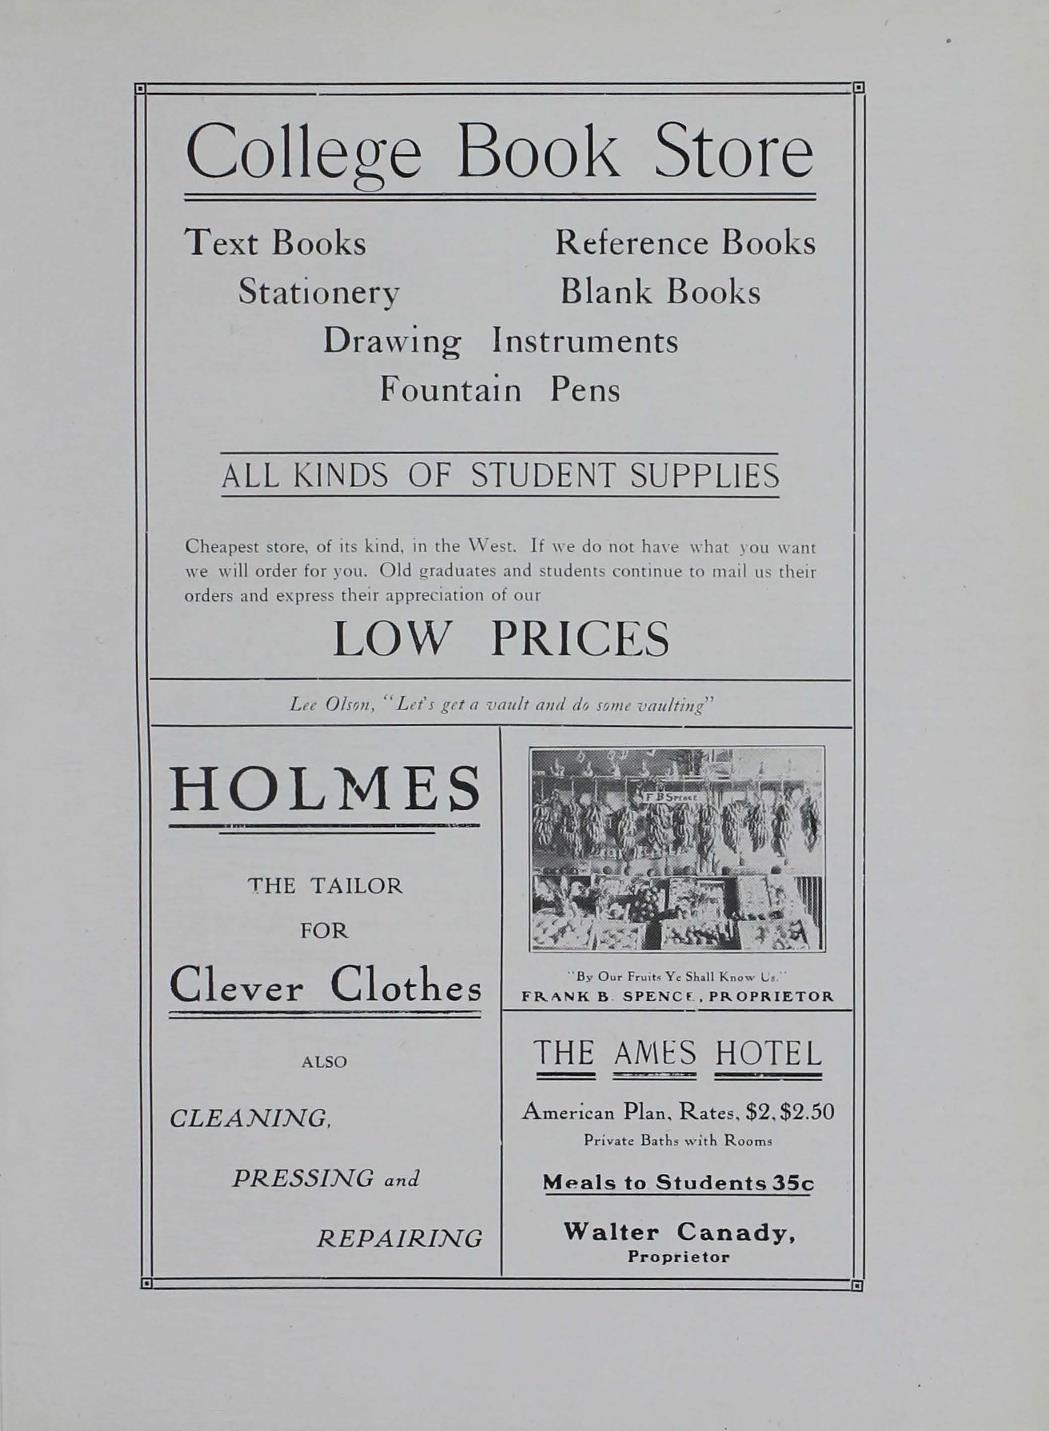 College Book Store
Text Books Reference Books
Stationery Blank Books
Drawing Instruments
Fountain Pens
ALL KINDS OF STUDENT SUPPLIES
Cheapest store, of its kind, in the West. If we do not have what you want
we will order for you. Old graduates and students continue to mail us their
orders and express their appreciation of our
LOW PRICES
Lee Olson, "Let's get a vault and do some vaulting"
HOLMES
THE TAILOR
FOR
Clever Clothes
ALSO
CLEANING,
PRESSING and
REPAIRING
F B SPENCE
"By Our Fruits Ye Shall Know Us."
FRANK B. SPENCE, PROPRIETOR
THE AMES HOTEL
American Plan, Rates, $2, $2.50
Private Baths with Rooms
Meals to Students 35c
Walter Canady,
Proprietor